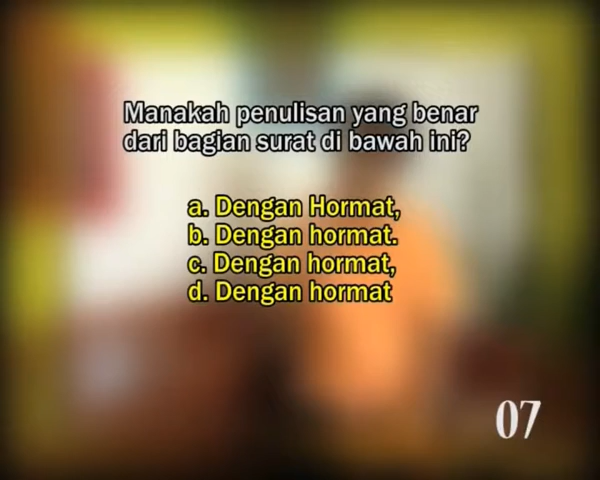 Manakah penulisan yang benar
dari bagian surat di bawah ini?
a. Dengan Hormat,
b. Dengan hormat.
c. Dengan hormat,
d. Dengan hormat
07